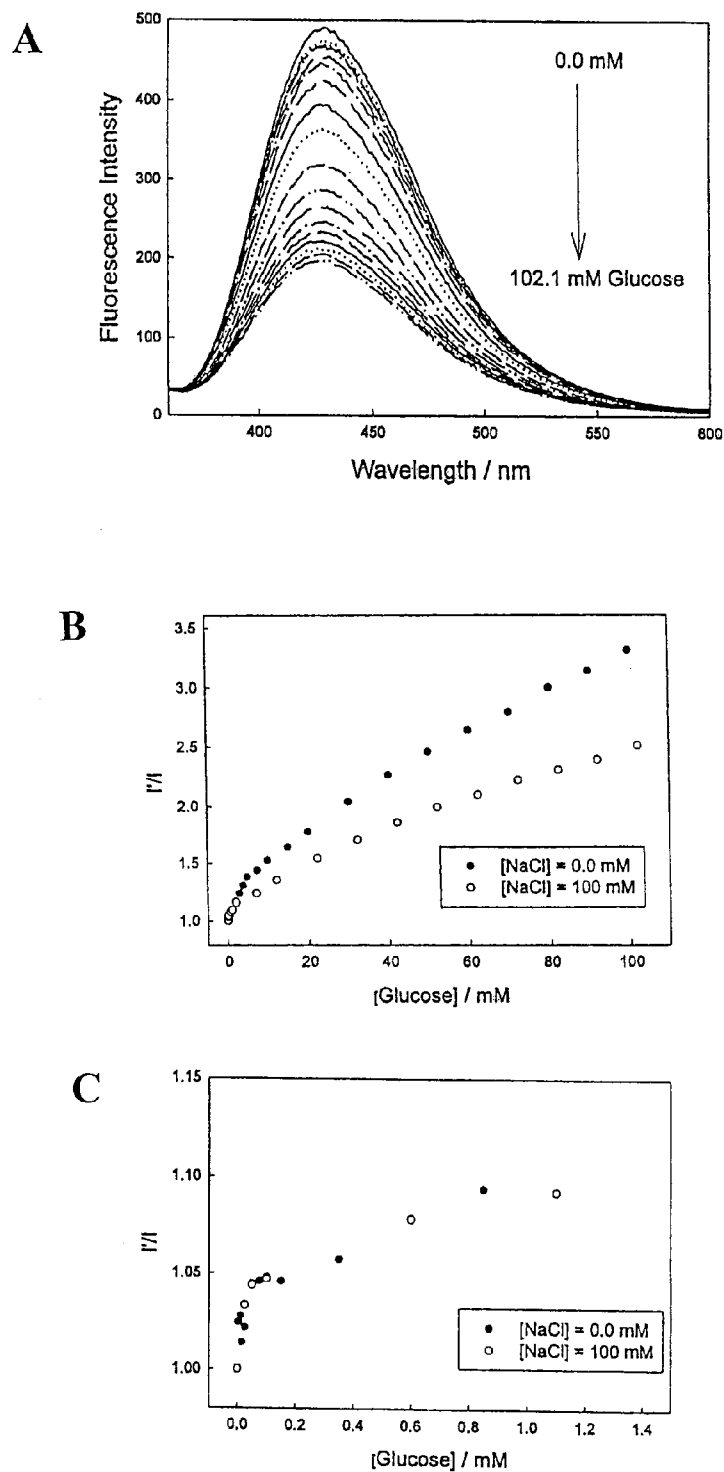 A
500
400
300
200
100
0
Fluorescence Intensity
0.0 mM
102.1 mM Glucose
400
450
500
550
600
Wavelength / nm
B
3.5
3.0
2.5
2.0
1.5
1.0
I'/I
[NaCl] = 0.0 mM
[NaCl] = 100 mM
0
20
40
60
80
100
[Glucose] / mM
C
1.15
1.10
1.05
1.00
I'/I
[NaCl] = 0.0 mM
[NaCl] = 100 mM
0.0
0.2
0.4
0.6
0.8
1.0
1.2
1.4
[Glucose] / mM